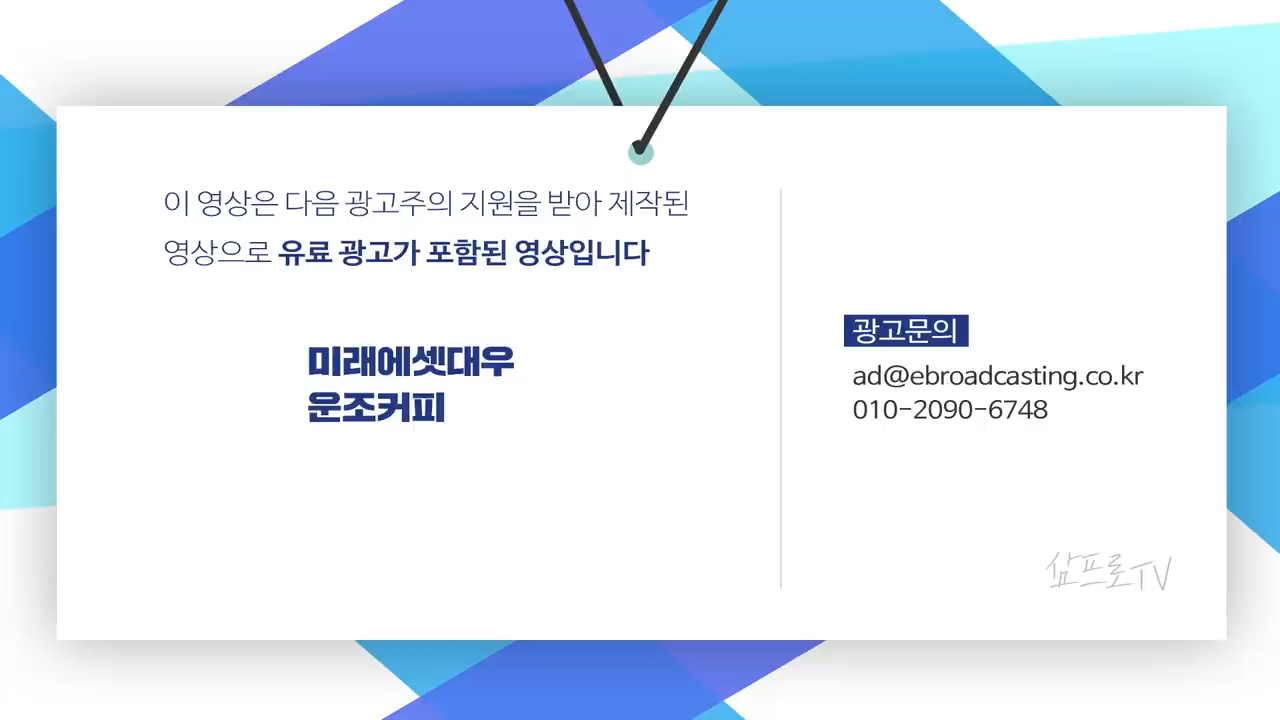 이 영상은 다음 광고주의 지원을 받아 제작된
영상으로 유료 광고가 포함된 영상입니다
미래에셋대우
운조커피
광고문의
ad@ebroadcasting.co.kr
010-2090-6748
삼프로TV